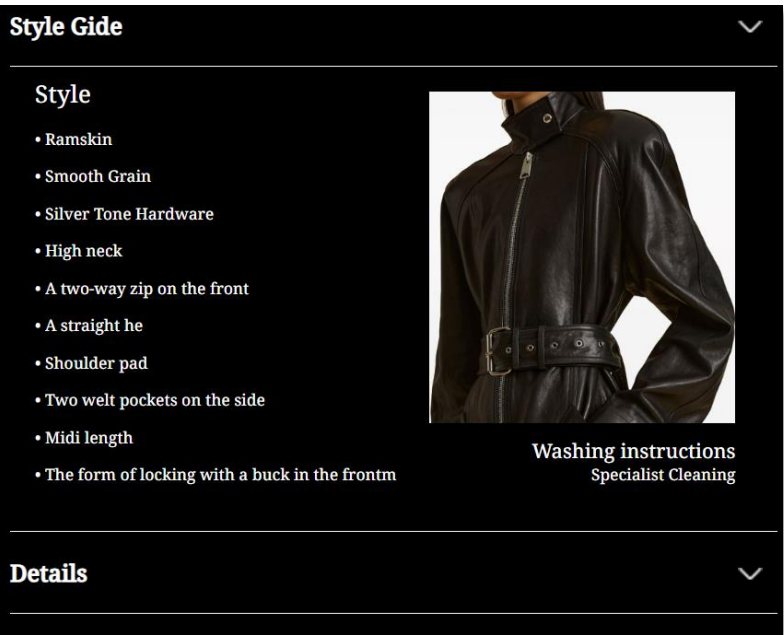 Style Gide
Style
• Ramskin
• Smooth Grain
• Silver Tone Hardware
• High neck
• A two-way zip on the front
• A straight he
• Shoulder pad
• Two welt pockets on the side
• Midi length
• The form of locking with a buck in the frontm
Washing instructions
Specialist Cleaning
Details